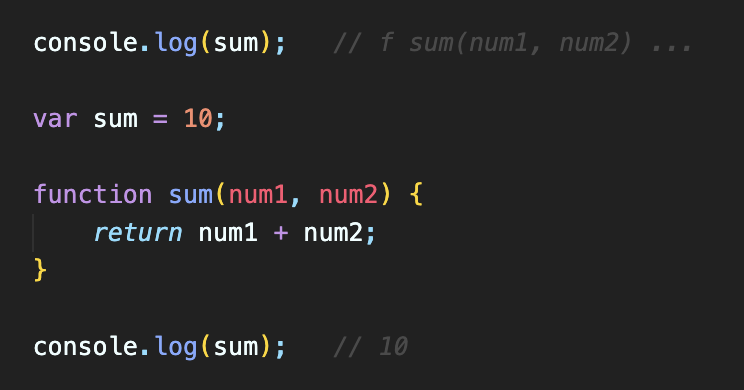 console.log(sum);   // f sum(num1, num2) ...
var sum = 10;
function sum(num1, num2) {
    return num1 + num2;
}
console.log(sum);   // 10